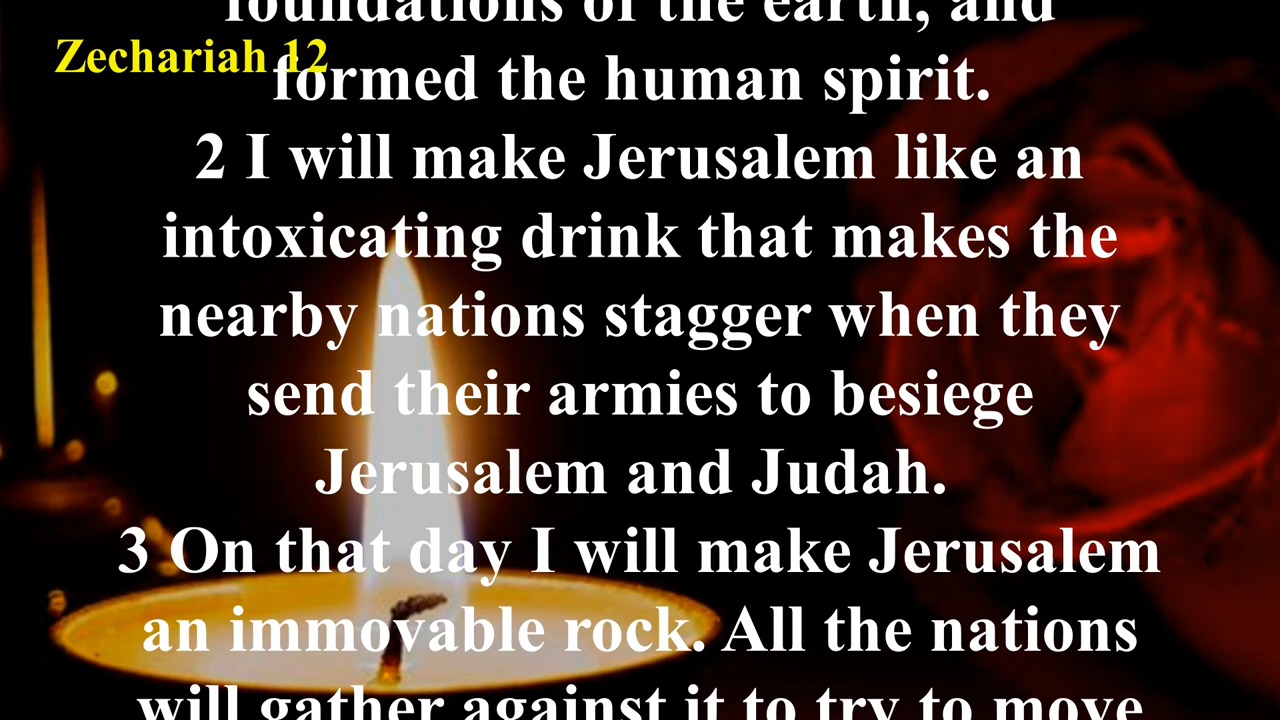 foundations of the earth, and
Zechariah 12
formed the human spirit.
2 I will make Jerusalem like an
intoxicating drink that makes the
nearby nations stagger when they
send their armies to besiege
Jerusalem and Judah.
3 On that day I will make Jerusalem
an immovable rock. All the nations
will gather against it to try to move